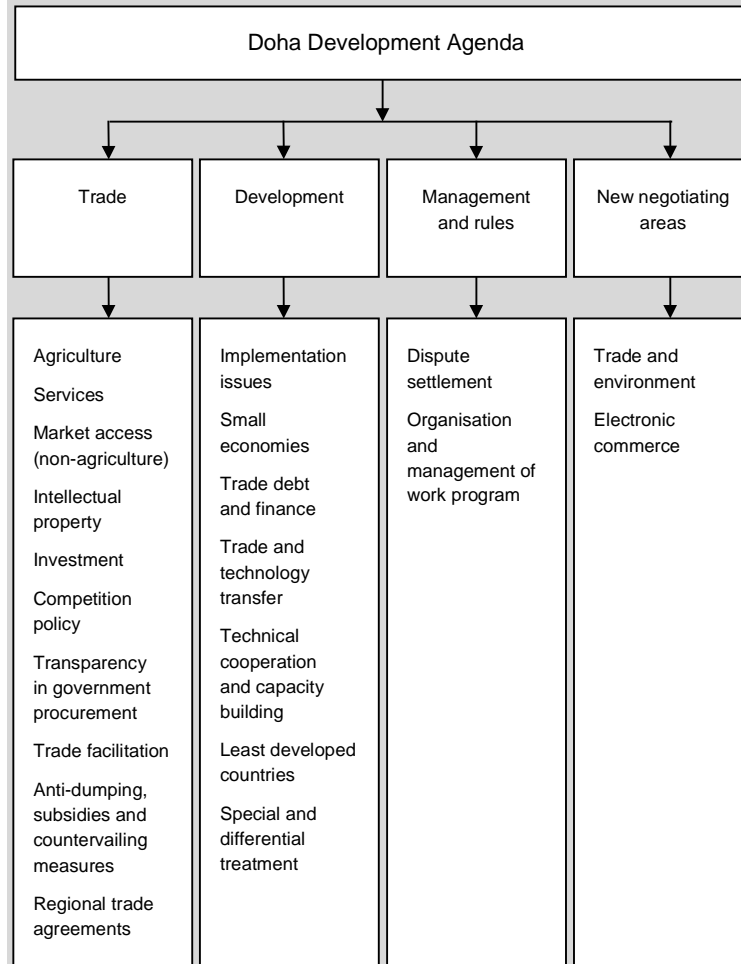 Doha Development Agenda
Trade
Development
Management
and rules
New negotiating
areas
Agriculture
Services
Market access
(non-agriculture)
Intellectual
property
Investment
Competition
policy
Transparency
in government
procurement
Trade facilitation
Anti-dumping,
subsidies and
countervailing
measures
Regional trade
agreements
Implementation
issues
Small
economies
Trade debt
and finance
Trade and
technology
transfer
Technical
cooperation
and capacity
building
Least developed
countries
Special and
differential
treatment
Dispute
settlement
Organisation
and
management of
work program
Trade and
environment
Electronic
commerce